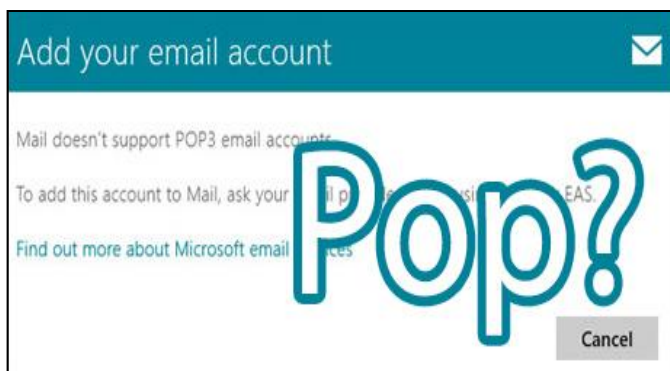 Add your email account
Mail doesn't support POP3 email accounts
To add this account to Mail, ask your EAS.
Find out more about Microsoft email
Pop?
Cancel